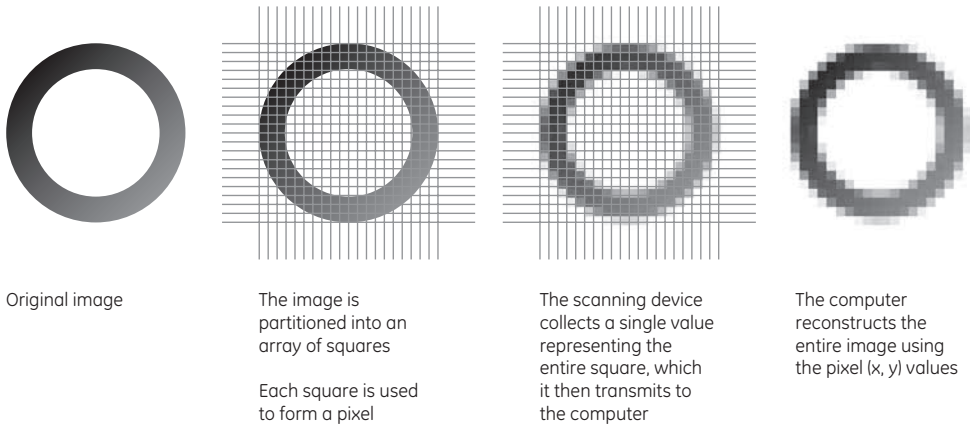 Original image
The image is
partitioned into an
array of squares
Each square is used
to form a pixel
The scanning device
collects a single value
representing the
entire square, which
it then transmits to
the computer
The computer
reconstructs the
entire image using
the pixel (x, y) values